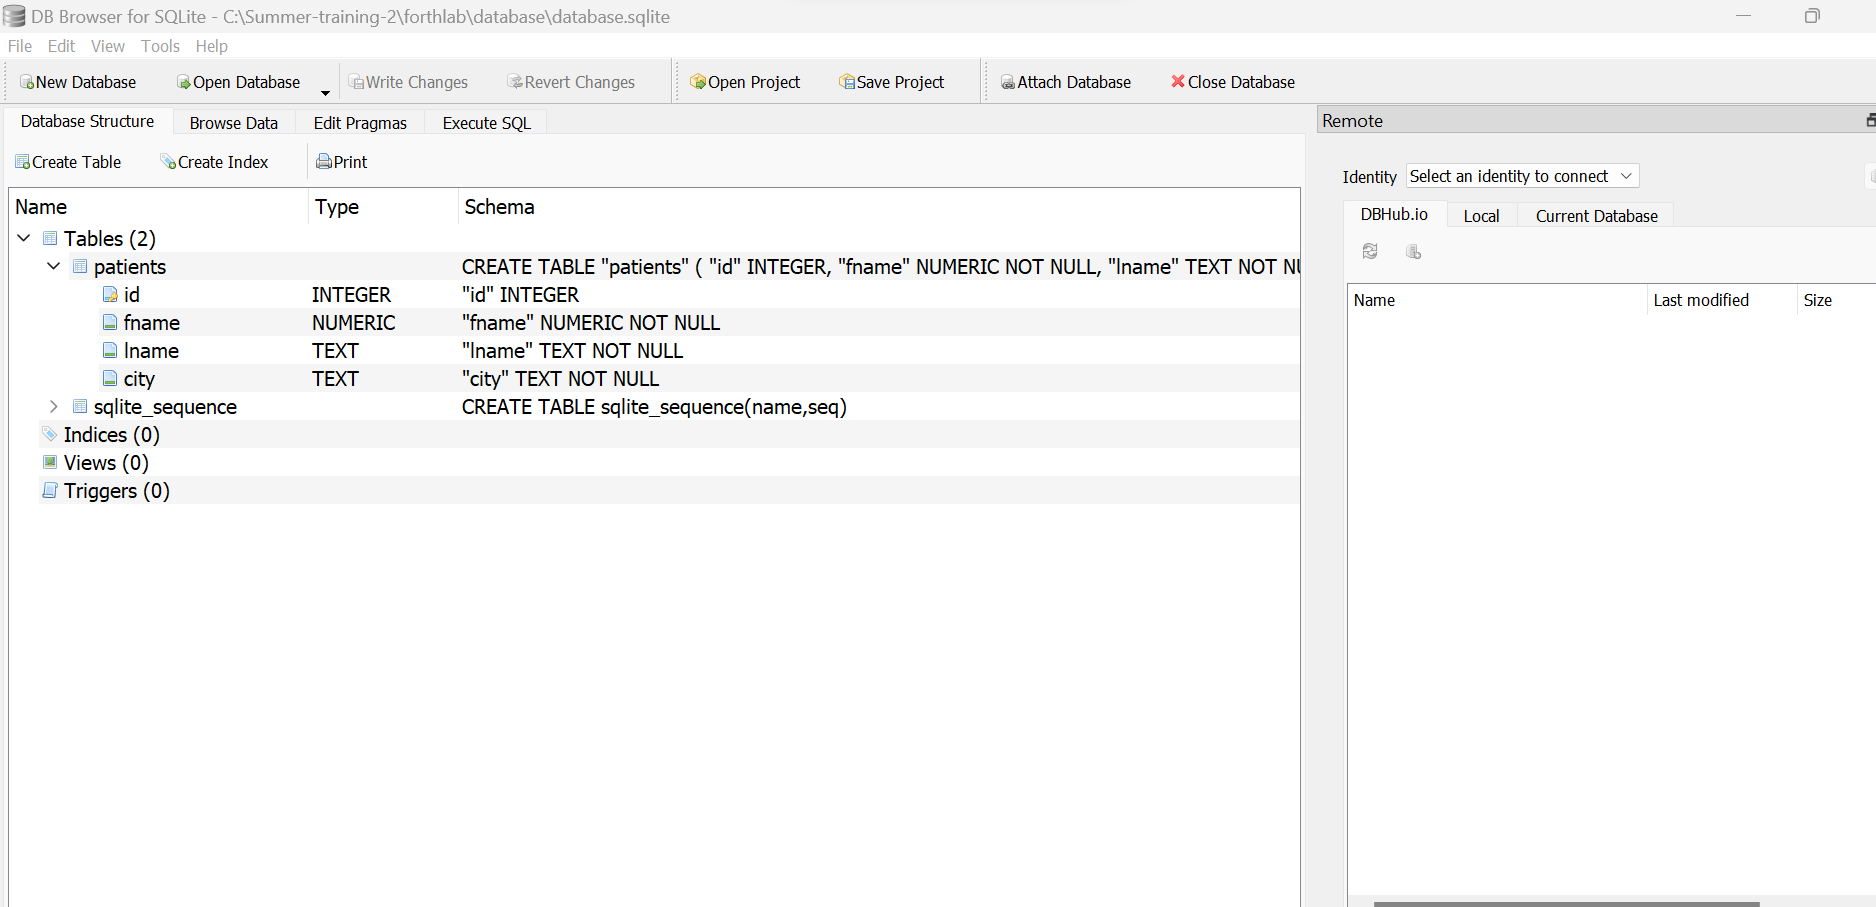 DB Browser for SQLite - C:\Summer-training-2\forthlab\database\database.sqlite
File Edit View Tools Help
New Database Open Database Write Changes Revert Changes Open Project Save Project Attach Database Close Database
Database Structure Browse Data Edit Pragmas Execute SQL
Create Table Create Index Print
Name Type Schema
Tables (2)
patients CREATE TABLE "patients" ( "id" INTEGER, "fname" NUMERIC NOT NULL, "lname" TEXT NOT NU
id INTEGER "id" INTEGER
fname NUMERIC "fname" NUMERIC NOT NULL
lname TEXT "lname" TEXT NOT NULL
city TEXT "city" TEXT NOT NULL
sqlite_sequence CREATE TABLE sqlite_sequence(name,seq)
Indices (0)
Views (0)
Triggers (0)
Remote
Identity Select an identity to connect
DBHub.io Local Current Database
Name Last modified Size